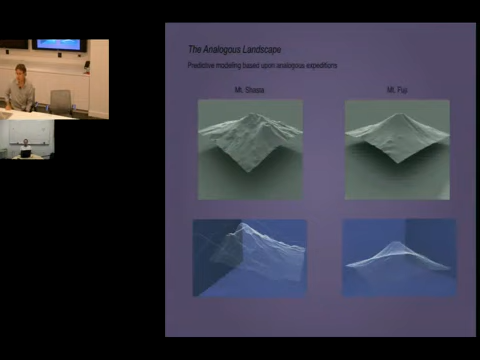 The Analogous Landscape
Predictive modeling based upon analogous expeditions
Mt. Shasta
Mt. Fuji